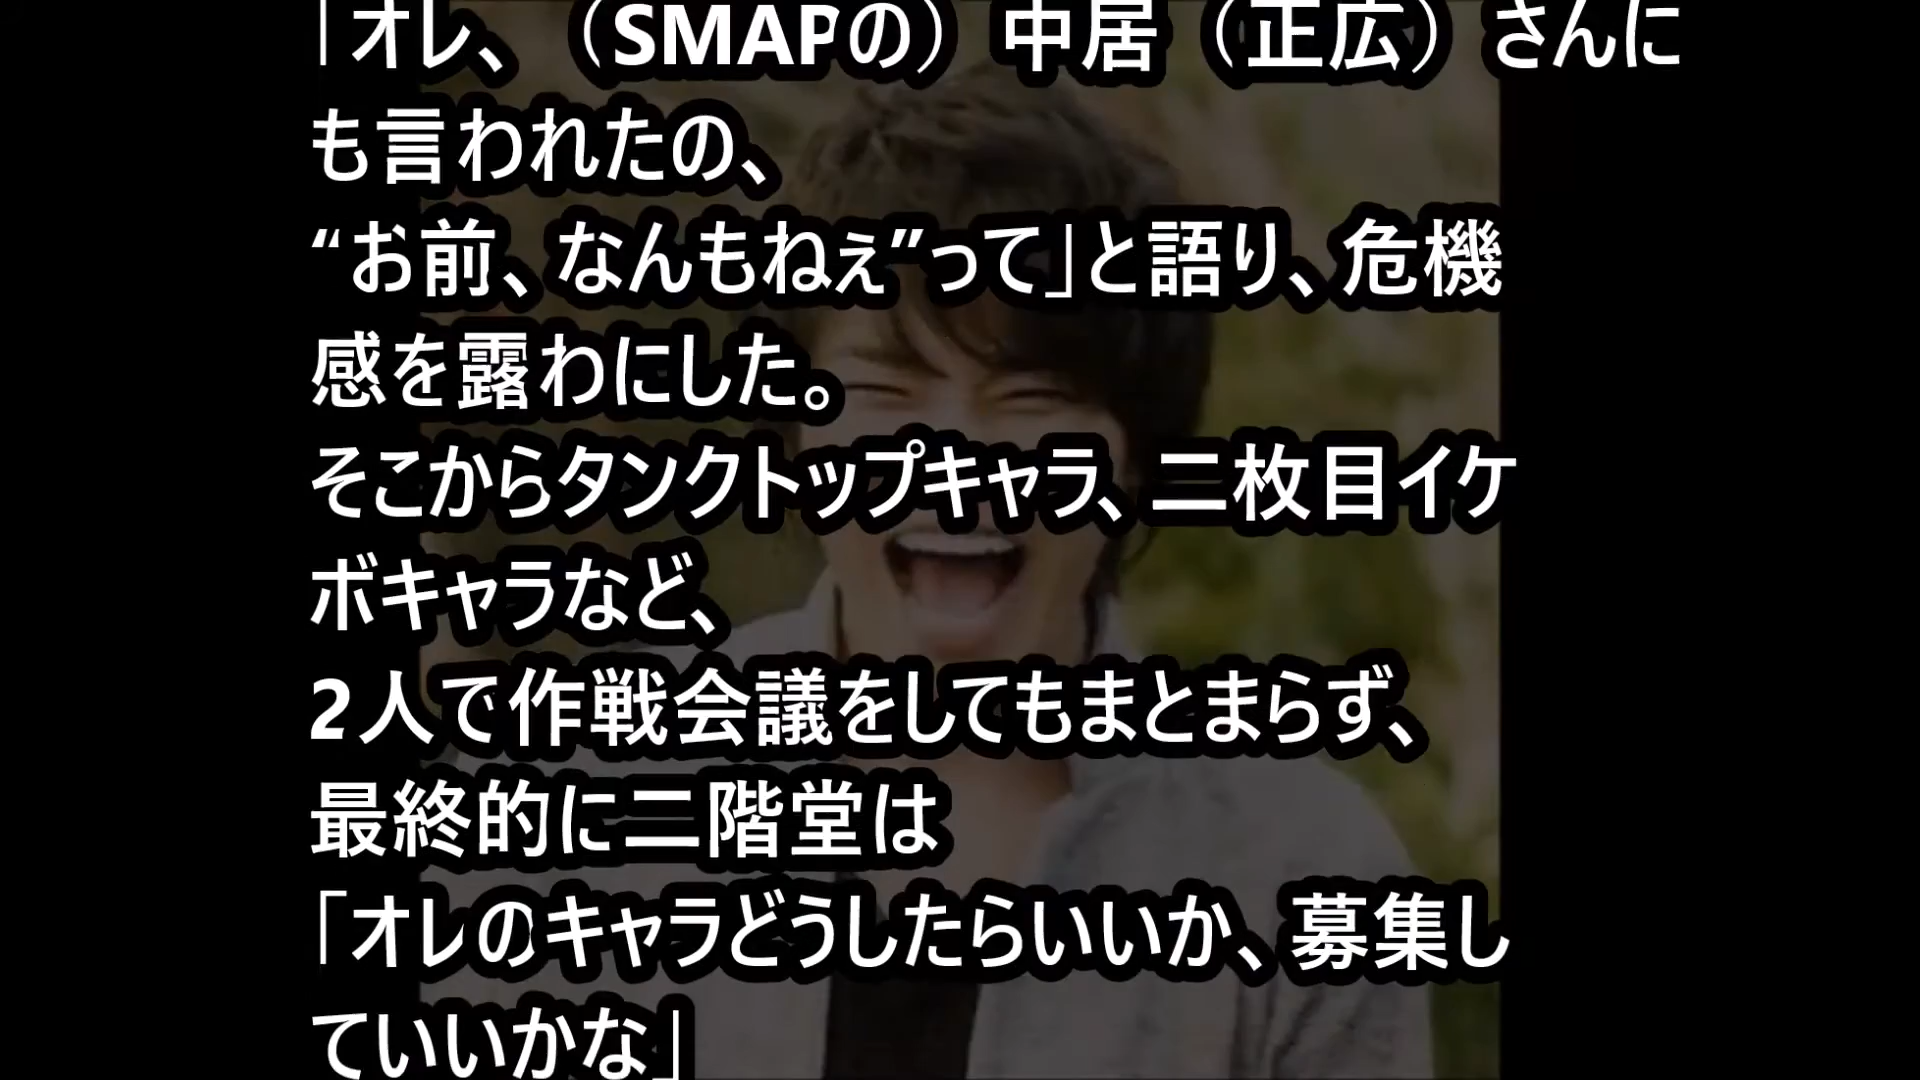 「オレ、（SMAPの）中居（正広）さんに
も言われたの、
“お前、なんもねぇ”って」と語り、危機
感を露わにした。
そこからタンクトップキャラ、二枚目イケ
ボキャラなど、
2人で作戦会議をしてもまとまらず、
最終的に二階堂は
「オレのキャラどうしたらいいか、募集し
ていいかな」